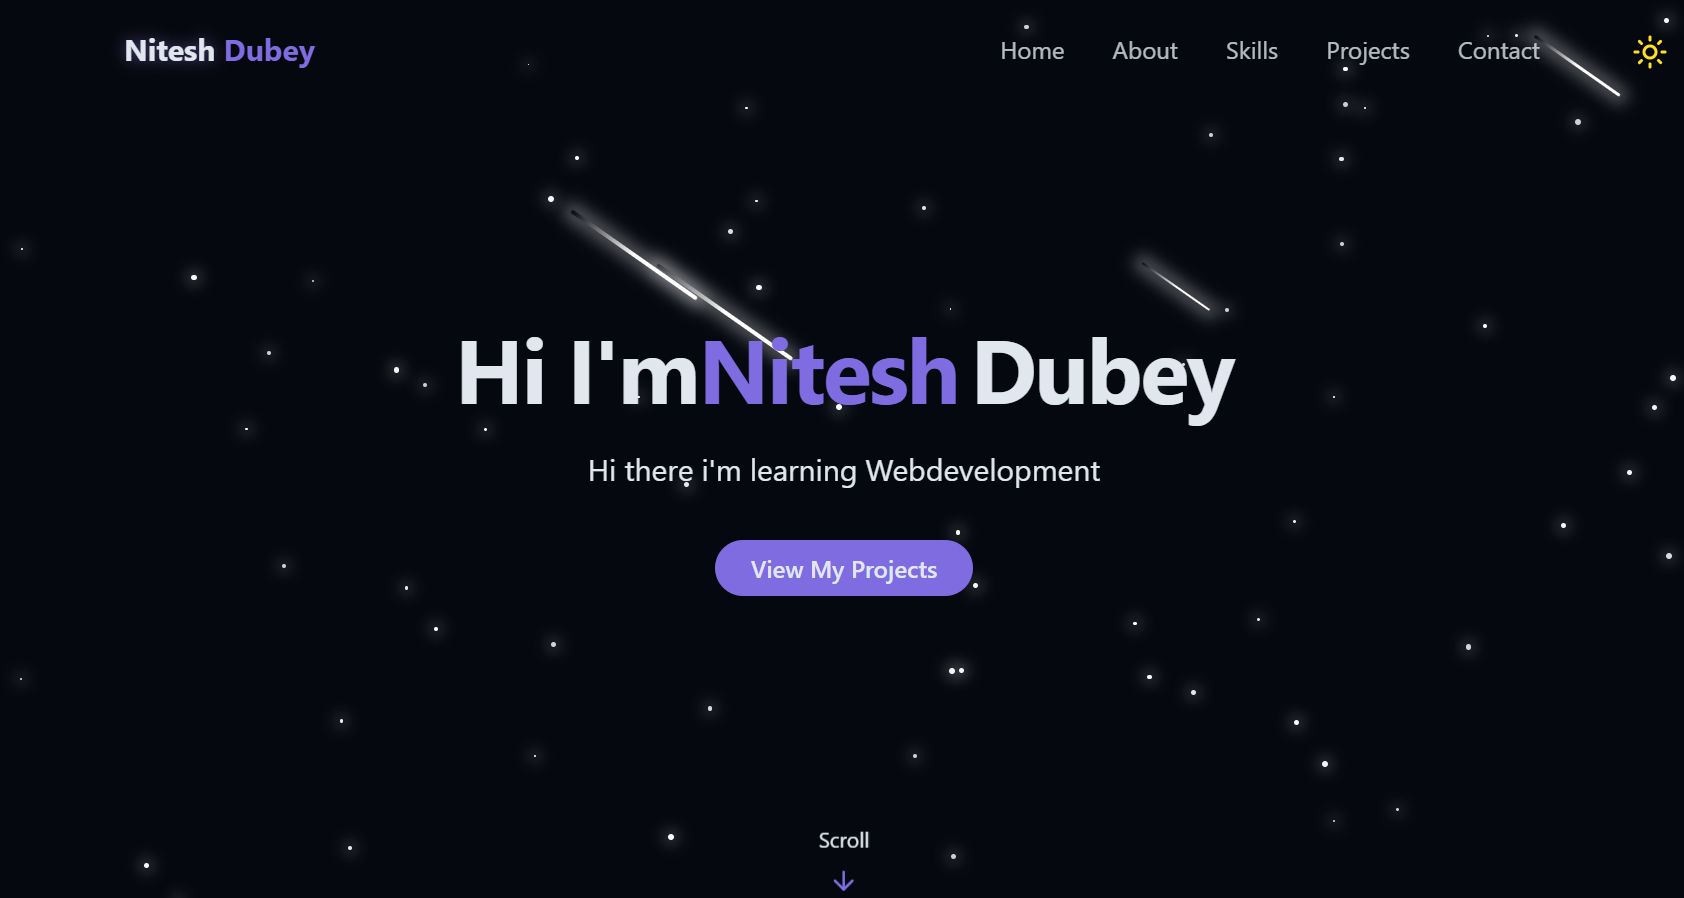 Nitesh Dubey
Home About Skills Projects Contact
Hi I'mNitesh Dubey
Hi there i'm learning Webdevelopment
View My Projects
Scroll